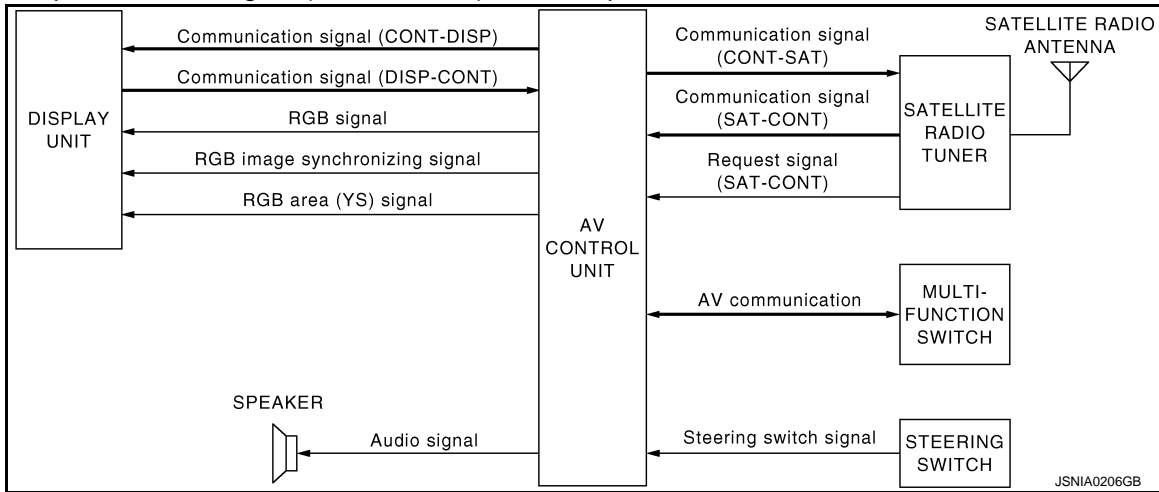 Communication signal (CONT-DISP)
Communication signal (DISP-CONT)
RGB signal
RGB image synchronizing signal
RGB area (YS) signal
DISPLAY
UNIT
AV
CONTROL
UNIT
Communication signal
(CONT-SAT)
Communication signal
(SAT-CONT)
Request signal
(SAT-CONT)
SATELLITE RADIO
ANTENNA
SATELLITE
RADIO
TUNER
AV communication
MULTI-
FUNCTION
SWITCH
SPEAKER
Audio signal
Steering switch signal
STEERING
SWITCH
JSNIA0206GB